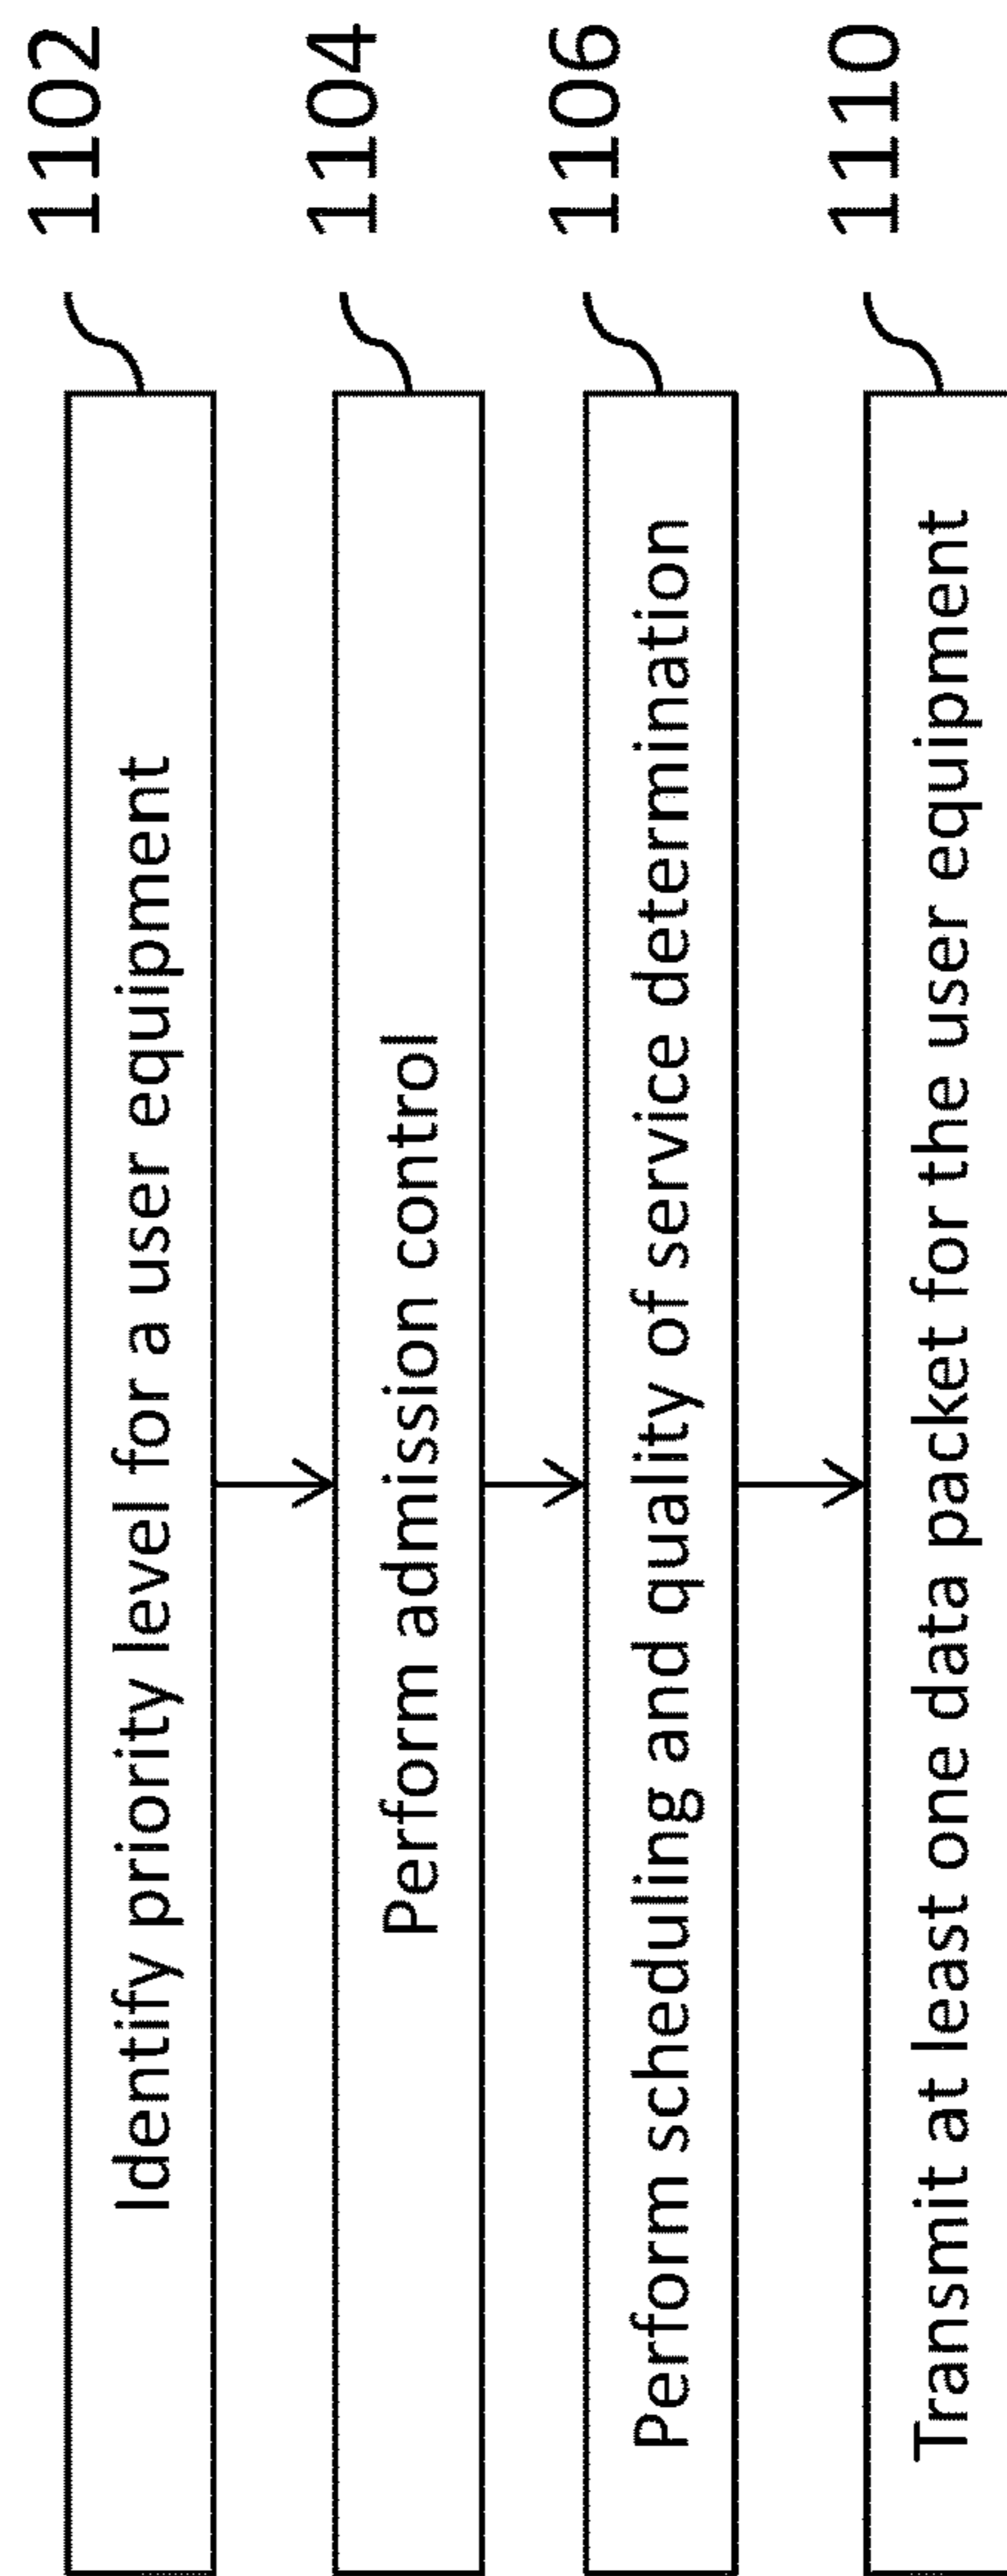 1102
Identify priority level for a user equipment
1104
Perform admission control
1106
Perform scheduling and quality of service determination
1110
Transmit at least one data packet for the user equipment